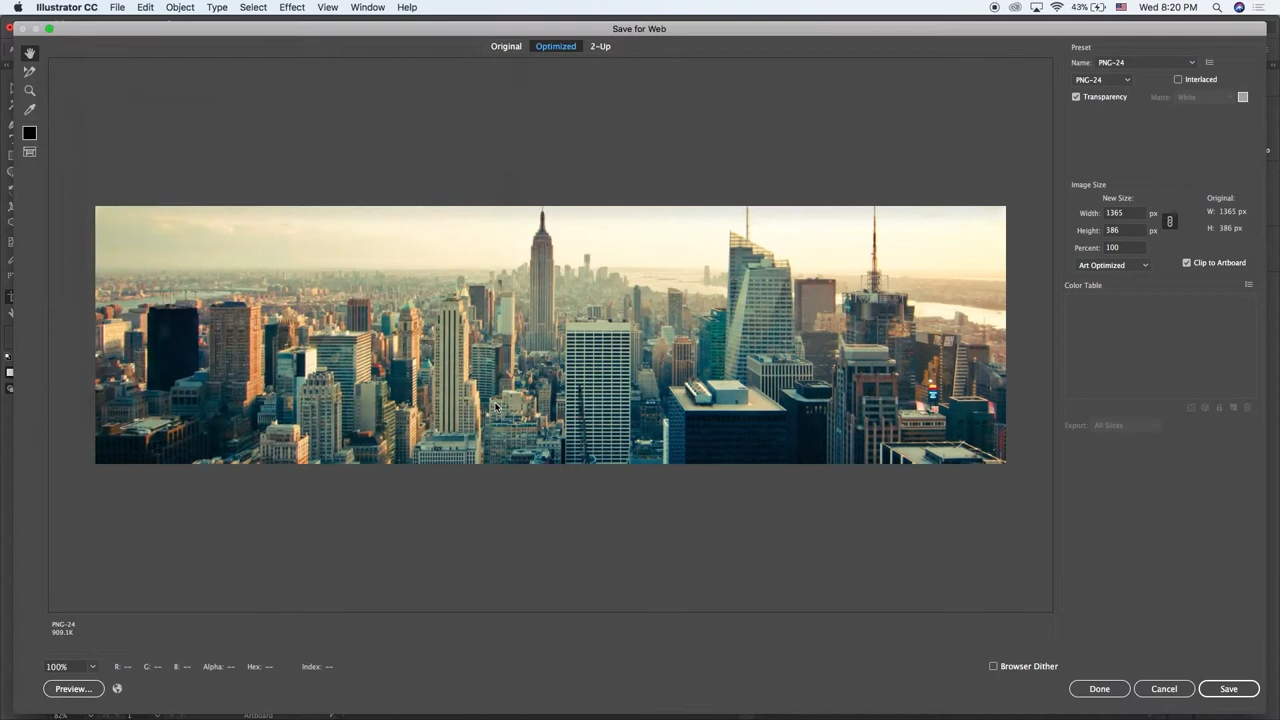 Illustrator CC File Edit Object Type Select Effect View Window Help 43% Wed 8:20 PM
Save for Web
Original Optimized 2-Up
Preset
Name: PNG-24
PNG-24 Interlaced
Transparency Matte: White
Image Size
New Size: Original:
Width: 1365 px W: 1365 px
Height: 386 px H: 386 px
Percent: 100
Art Optimized Clip to Artboard
Color Table
Export: All Slices
PNG-24
909.1K
100% R: -- G: -- B: -- Alpha: -- Hex: -- Index: -- Browser Dither
Preview... Done Cancel Save
82% 1 Artboard